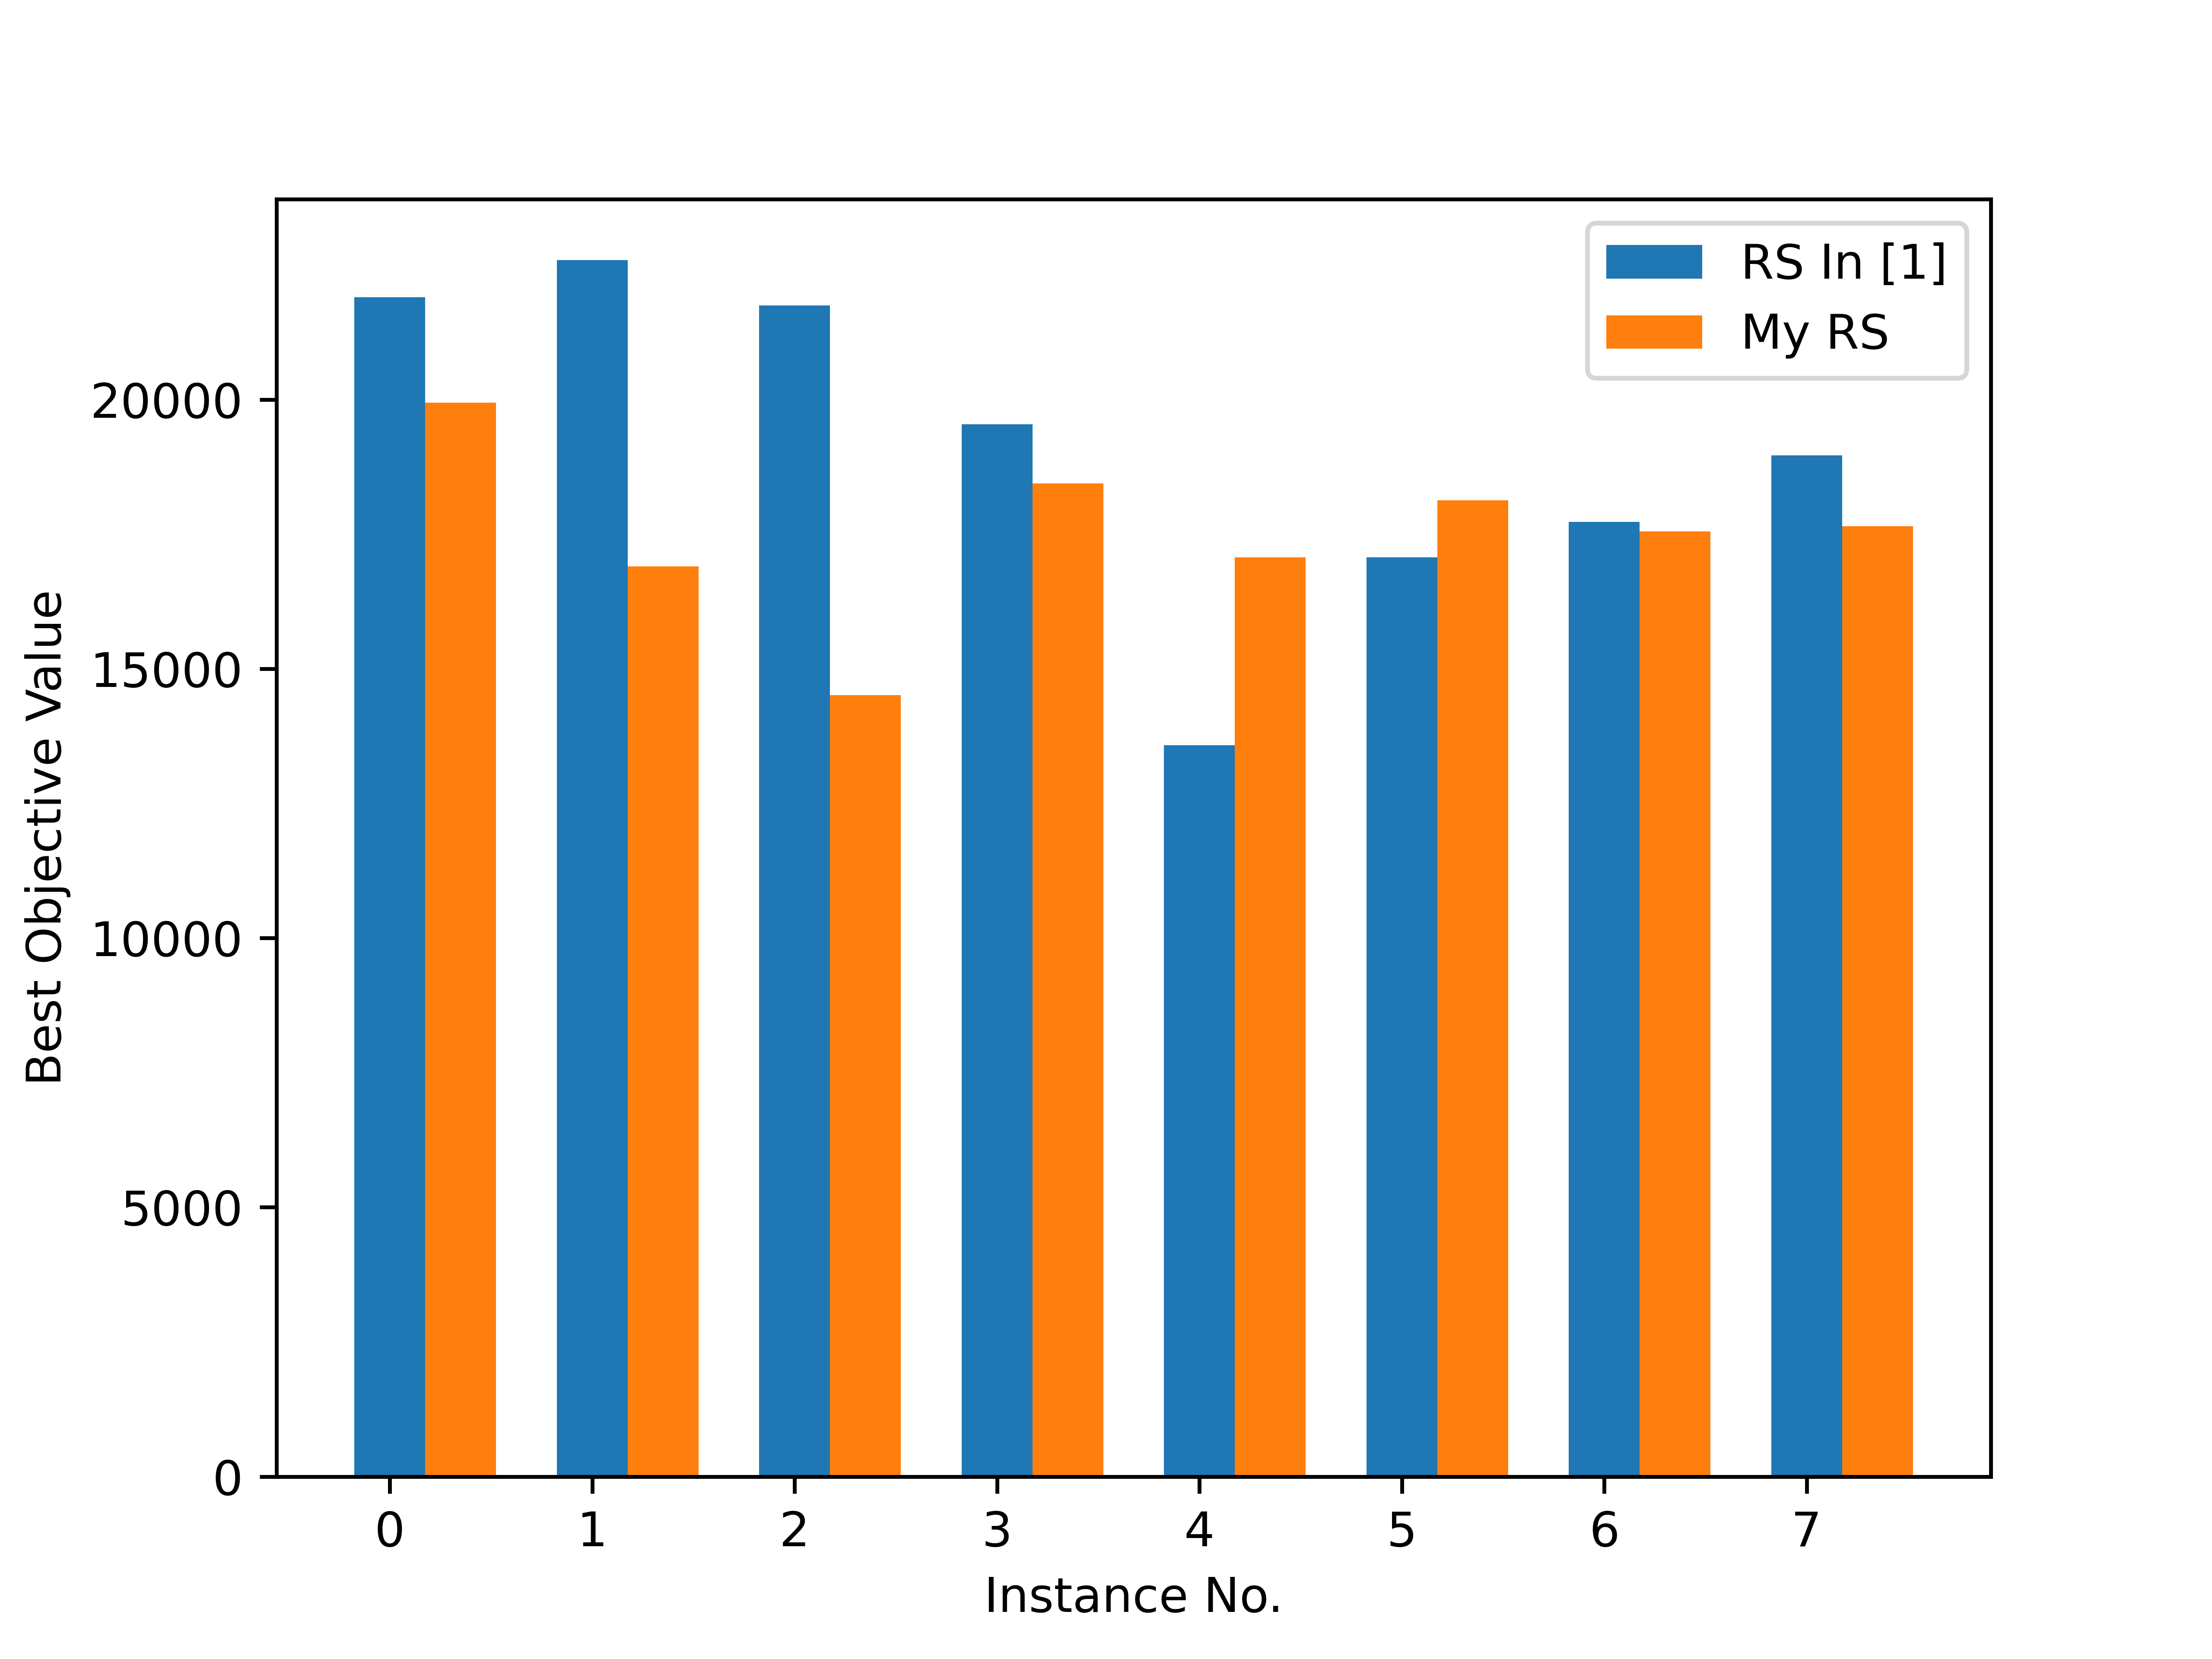 RS In [1]
My RS
Best Objective Value
20000
15000
10000
5000
0
0 1 2 3 4 5 6 7
Instance No.